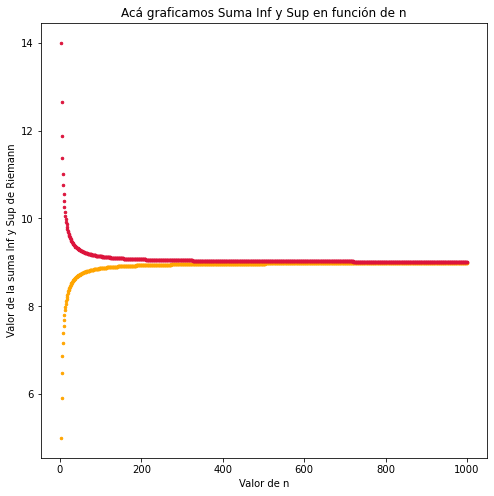 Acá graficamos Suma Inf y Sup en función de n
Valor de la suma Inf y Sup de Riemann
14
12
10
8
6
0 200 400 600 800 1000
Valor de n